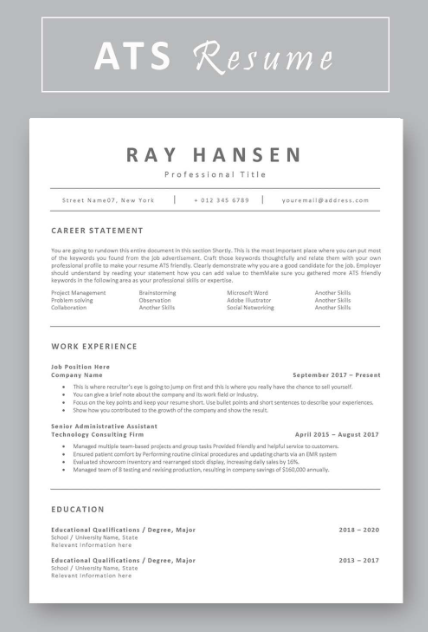 ATS Resume
RAY HANSEN
Professional Title
Street Name07, New York | + 012 345 6789 | youremail@address.com
CAREER STATEMENT
You are going to rundown this entire document in this section Shortly. This is the most important place where you can put most
of the keywords you found from the job advertisement. Craft those keywords thoughtfully and relate them with your own
professional profile to make your resume ATS friendly. Clearly demonstrate why you are a good candidate for the job. Employer
should understand by reading your statement how you can add value to themMake sure you gathered more ATS friendly
keywords in the following area as your professional skills or expertise.
Project Management Brainstorming Microsoft Word Another Skills
Problem solving Observation Adobe Illustrator Another Skills
Collaboration Another Skills Social Networking Another Skills
WORK EXPERIENCE
Job Position Here
Company Name September 2017 – Present
• This is where recruiter's eye is going to jump on first and this is where you really have the chance to sell yourself.
• You can give a brief note about the company and its work field or industry.
• Focus on the key points and keep your resume short. Use bullet points and short sentences to describe your experiences.
• Show how you contributed to the growth of the company and show the result.
Senior Administrative Assistant
Technology Consulting Firm April 2015 – August 2017
• Managed multiple team-based projects and group tasks Provided friendly and helpful service to customers.
• Ensured patient comfort by Performing routine clinical procedures and updating charts via an EMR system
• Evaluated showroom inventory and rearranged stock display, increasing daily sales by 16%.
• Managed team of 8 testing and revising production, resulting in company savings of $160,000 annually.
EDUCATION
Educational Qualifications / Degree, Major 2018 – 2020
School / University Name, State
Relevant Information here
Educational Qualifications / Degree, Major 2013 – 2017
School / University Name, State
Relevant Information here